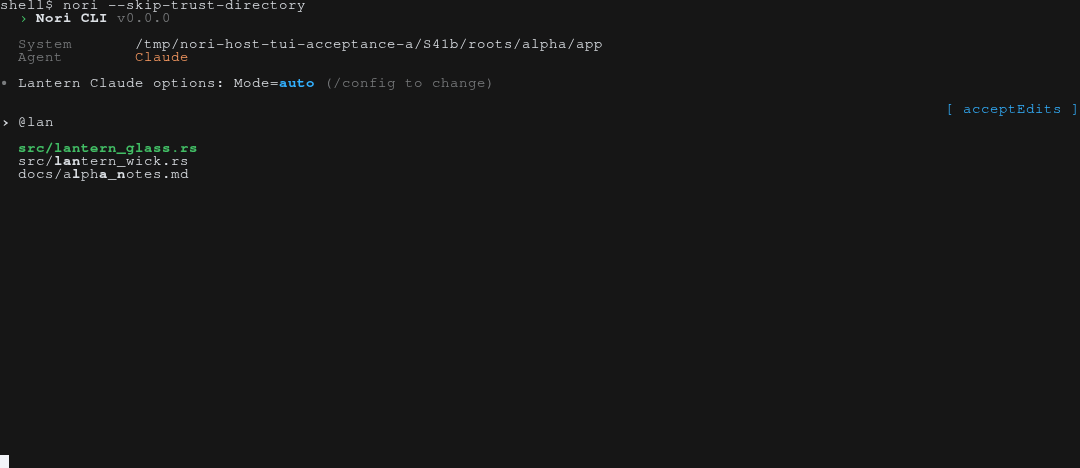 shell$ nori --skip-trust-directory
› Nori CLI v0.0.0
System /tmp/nori-host-tui-acceptance-a/S41b/roots/alpha/app
Agent Claude
• Lantern Claude options: Mode=auto (/config to change)
[ acceptEdits ]
› @lan
src/lantern_glass.rs
src/lantern_wick.rs
docs/alpha_notes.md